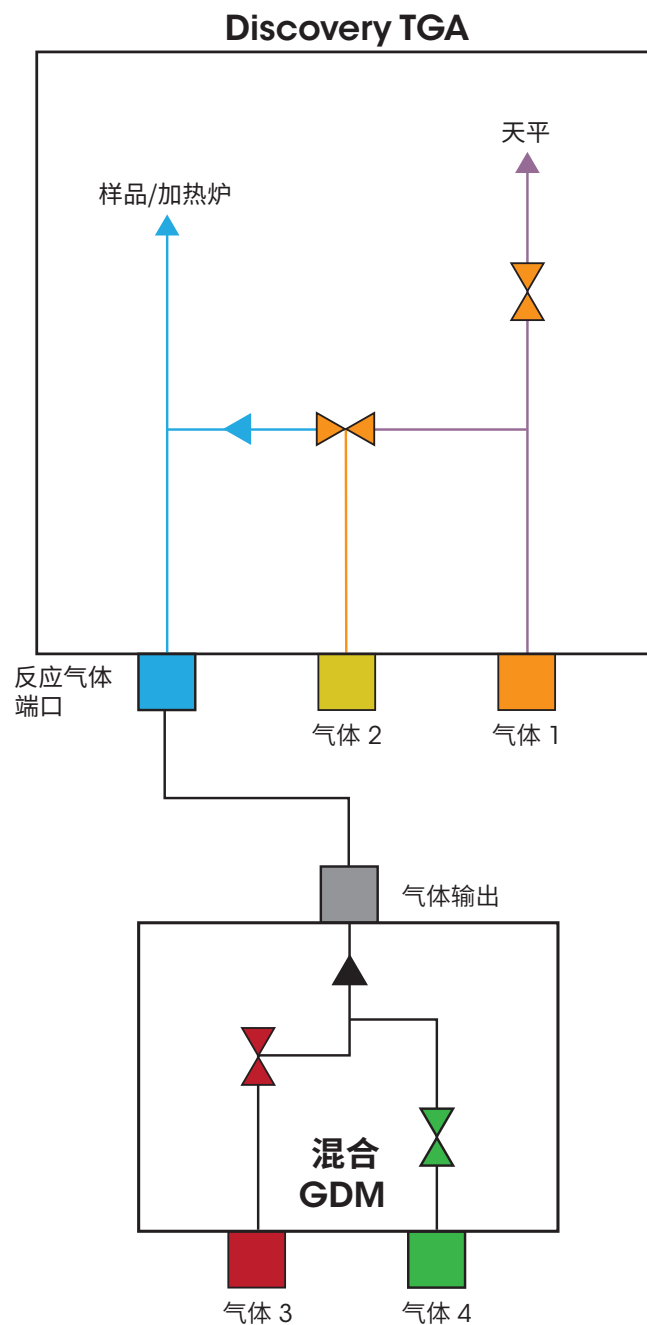 Discovery TGA
天平
样品/加热炉
反应气体
端口
气体 2
气体 1
气体输出
混合
GDM
气体 3
气体 4